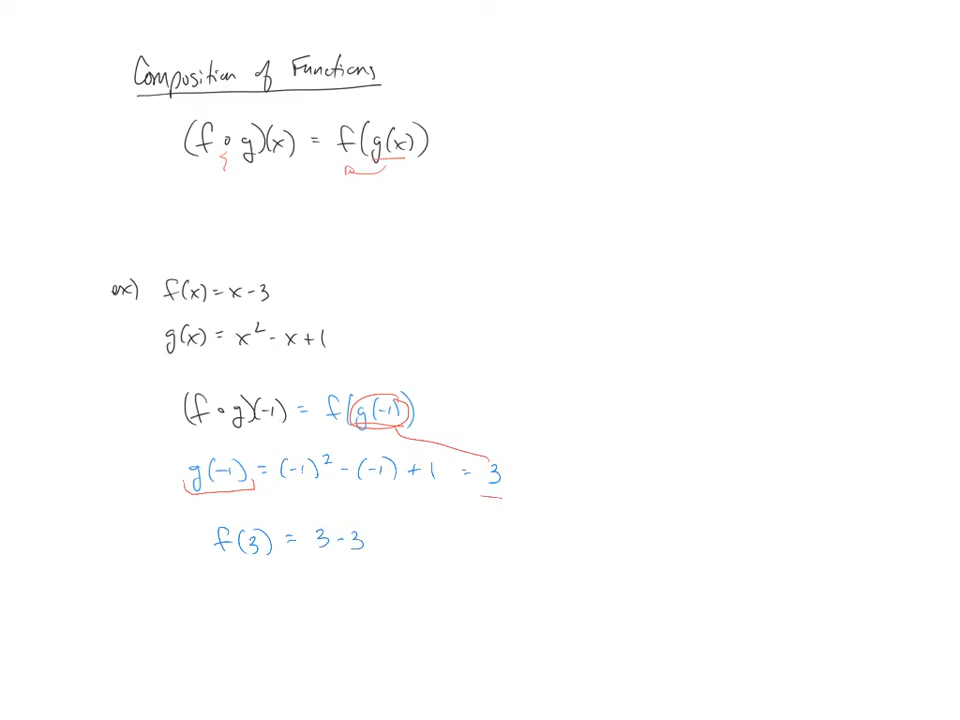 Composition of Functions
(f ∘ g)(x) = f(g(x))
ex) f(x) = x - 3
g(x) = x² - x + 1
(f ∘ g)(-1) = f(g(-1))
g(-1) = (-1)² - (-1) + 1 = 3
f(3) = 3 - 3